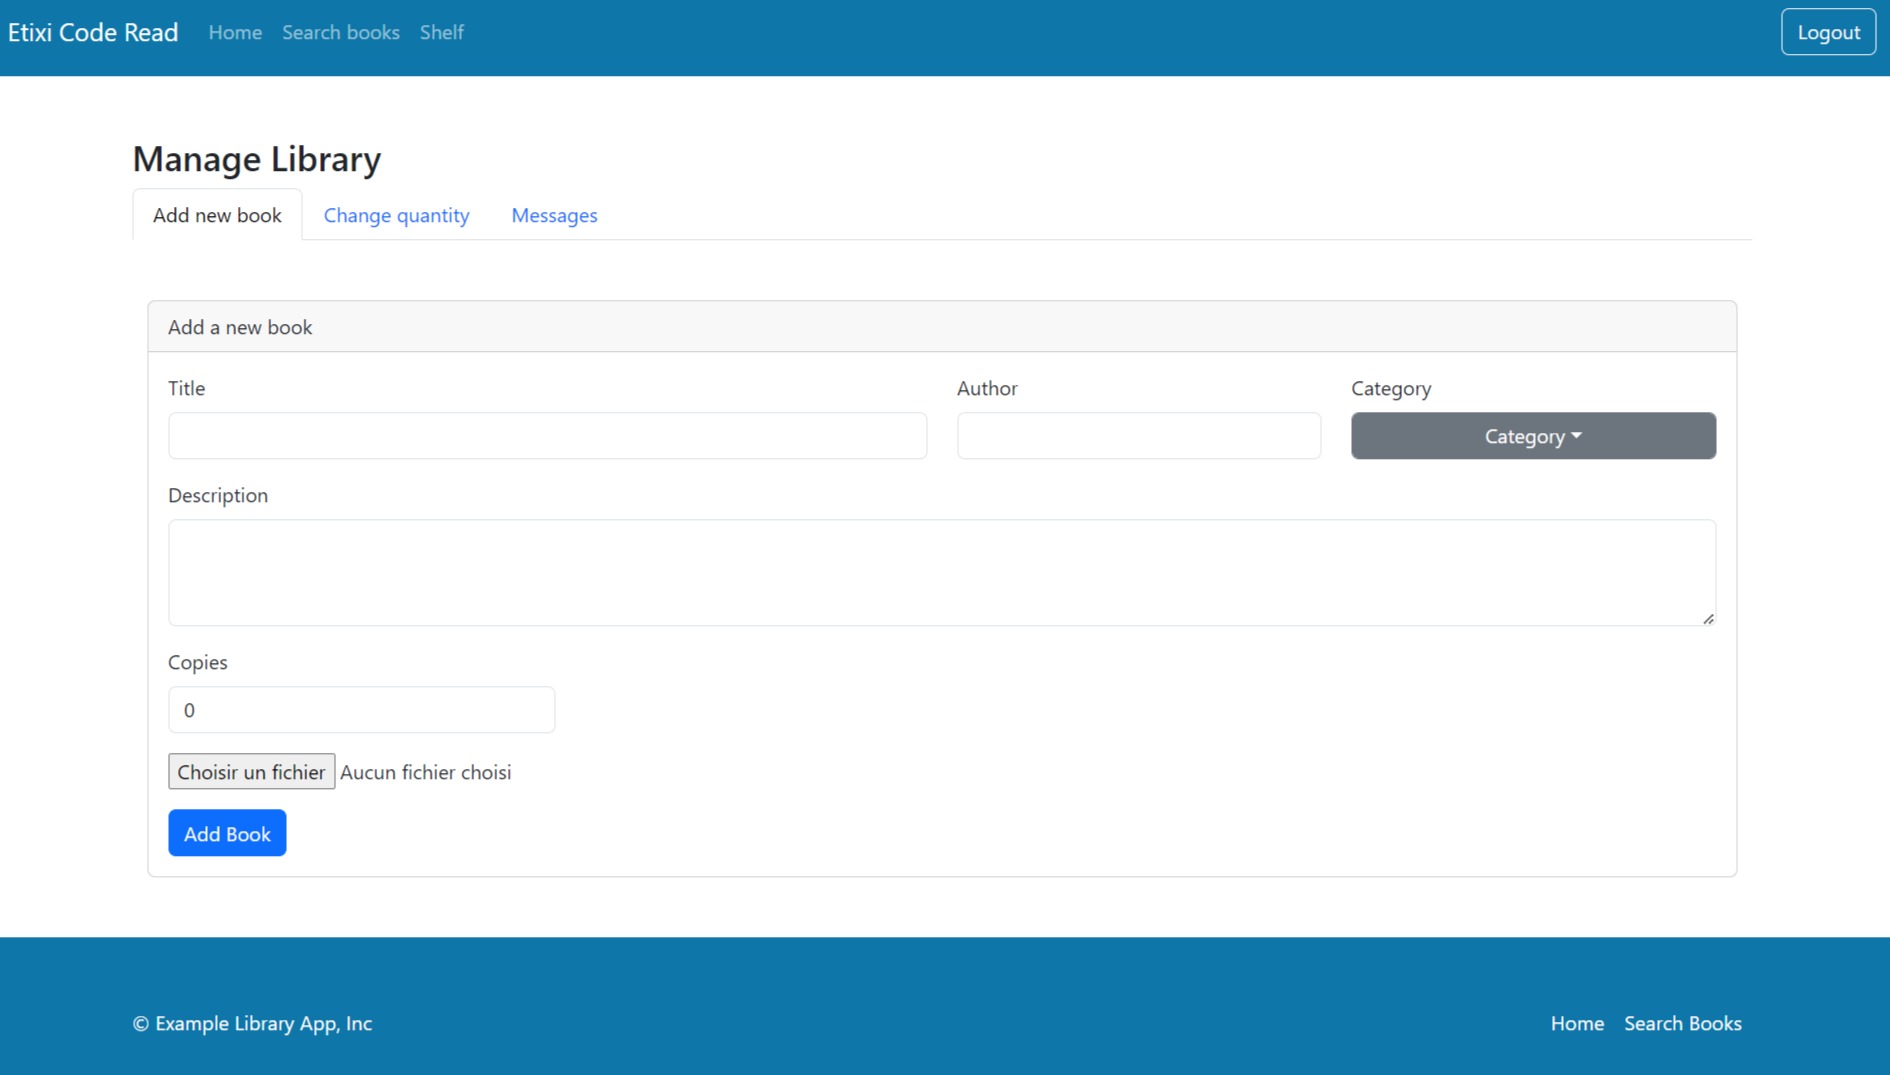 Etixi Code Read Home Search books Shelf Logout
Manage Library
Add new book Change quantity Messages
Add a new book
Title Author Category
Category
Description
Copies
0
Choisir un fichier Aucun fichier choisi
Add Book
© Example Library App, Inc Home Search Books